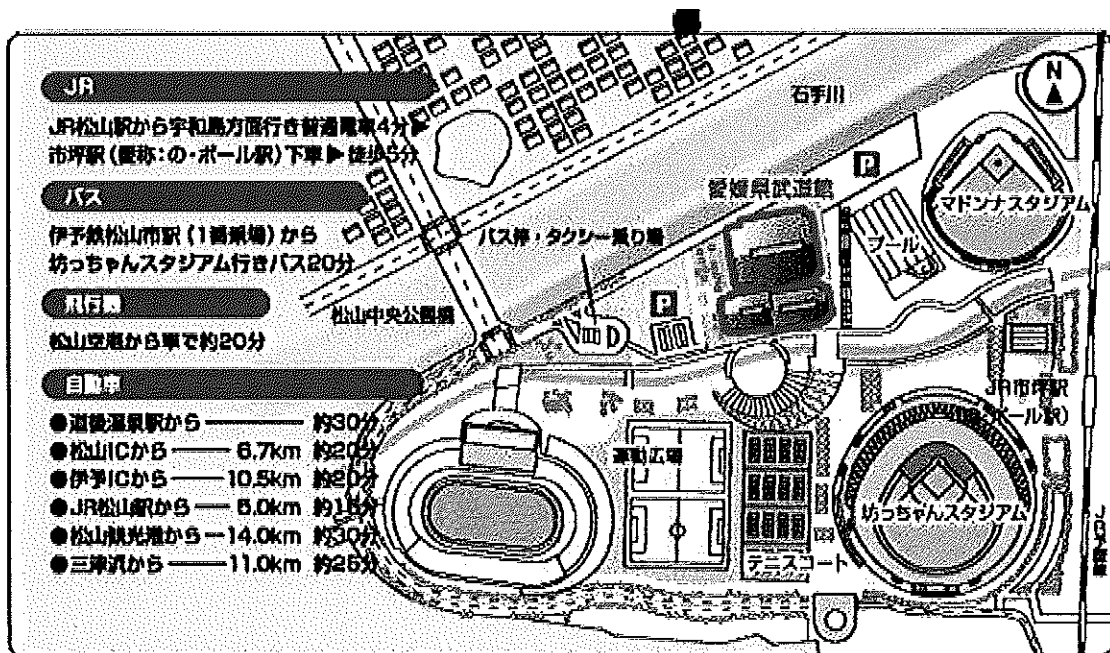 JR
JR松山駅から宇和島方面行き普通電車4分▶
市坪駅(愛称:の・ボール駅)下車▶徒歩5分
バス
伊予鉄松山市駅(1番乗場)から
坊っちゃんスタジアム行きバス20分
飛行機
松山空港から車で約20分
自動車
●道後温泉駅から 約30分
●松山ICから 6.7km 約20分
●伊予ICから 10.5km 約20分
●JR松山駅から 5.0km 約15分
●松山観光港から 14.0km 約30分
●三津浜から 11.0km 約25分
石手川
N
P
愛媛県武道館
マドンナスタジアム
プール
バス停・タクシー乗り場
P
松山中央公園橋
JR市坪駅
ボール駅)
運動広場
坊っちゃんスタジアム
テニスコート